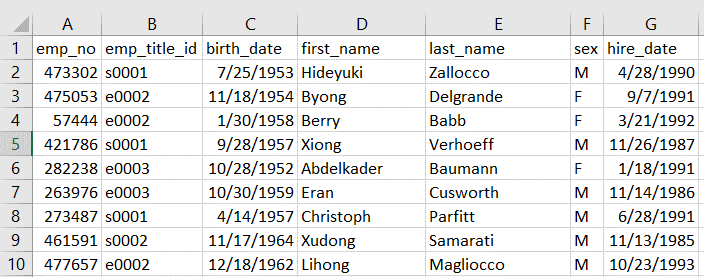 A B C D E F G
1 emp_no emp_title_id birth_date first_name last_name sex hire_date
2 473302 s0001 7/25/1953 Hideyuki Zallocco M 4/28/1990
3 475053 e0002 11/18/1954 Byong Delgrande F 9/7/1991
4 57444 e0002 1/30/1958 Berry Babb F 3/21/1992
5 421786 s0001 9/28/1957 Xiong Verhoeff M 11/26/1987
6 282238 e0003 10/28/1952 Abdelkader Baumann F 1/18/1991
7 263976 e0003 10/30/1959 Eran Cusworth M 11/14/1986
8 273487 s0001 4/14/1957 Christoph Parfitt M 6/28/1991
9 461591 s0002 11/17/1964 Xudong Samarati M 11/13/1985
10 477657 e0002 12/18/1962 Lihong Magliocco M 10/23/1993